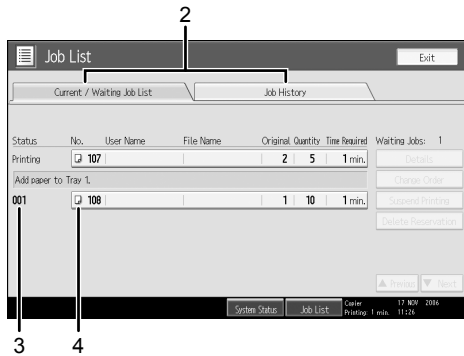 2
Job List
Exit
Current / Waiting Job List
Job History
Status No. User Name File Name Original Quantity Time Required Waiting Jobs: 1
Printing 107 2 5 1 min. Details
Add paper to Tray 1. Change Order
001 108 1 10 1 min. Suspend Printing
Delete Reservation
▲ Previous ▼ Next
System Status Job List Copier 17 NOV 2006
Printing: 1 min. 11:26
3 4